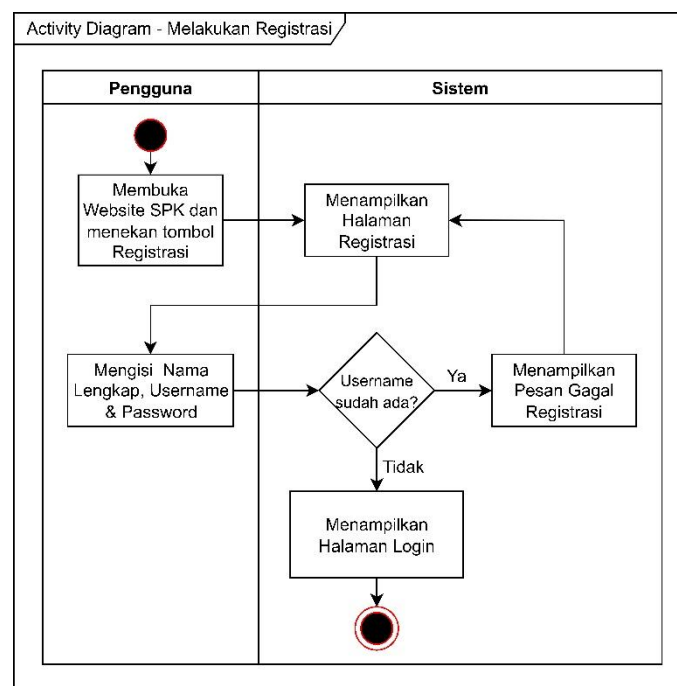 Activity Diagram - Melakukan Registrasi
Pengguna
Sistem
Membuka
Website SPK dan
menekan tombol
Registrasi
Menampilkan
Halaman
Registrasi
Mengisi Nama
Lengkap, Username
& Password
Username
sudah ada?
Ya
Menampilkan
Pesan Gagal
Registrasi
Tidak
Menampilkan
Halaman Login